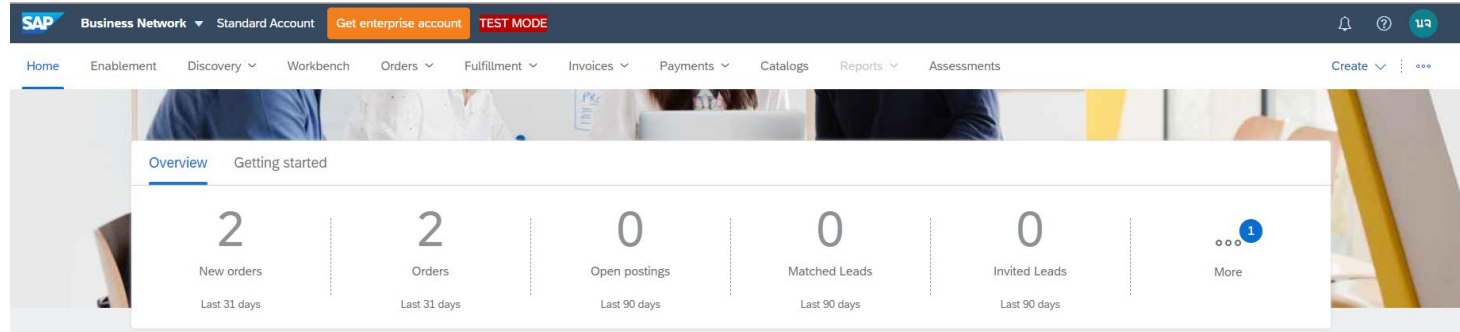 SAP Business Network Standard Account Get enterprise account TEST MODE บจ
Home Enablement Discovery Workbench Orders Fulfillment Invoices Payments Catalogs Reports Assessments Create
Overview Getting started
2 2 0 0 0 1
New orders Orders Open postings Matched Leads Invited Leads More
Last 31 days Last 31 days Last 90 days Last 90 days Last 90 days